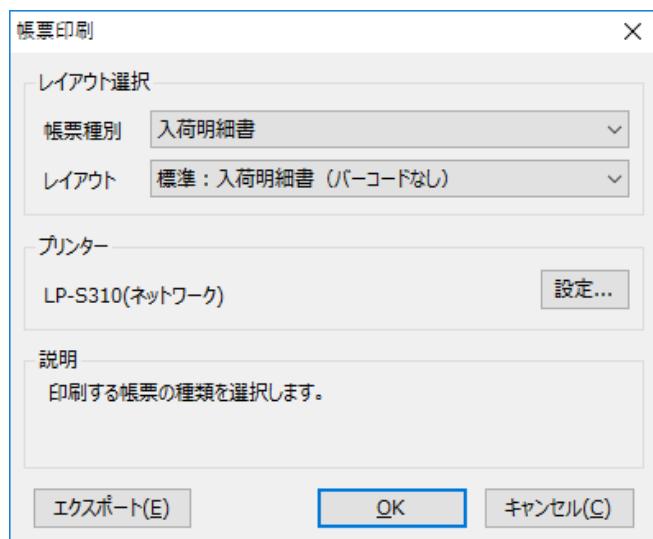 帳票印刷
レイアウト選択
帳票種別 入荷明細書
レイアウト 標準：入荷明細書（バーコードなし）
プリンター
LP-S310(ネットワーク) 設定...
説明
印刷する帳票の種類を選択します。
エクスポート(E) OK キャンセル(C)